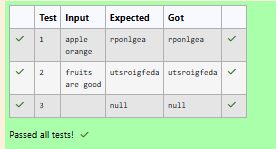 Test Input Expected Got
1 apple rponlgea rponlgea
orange
2 fruits utsroigfeda utsroigfeda
are good
3 null null
Passed all tests!